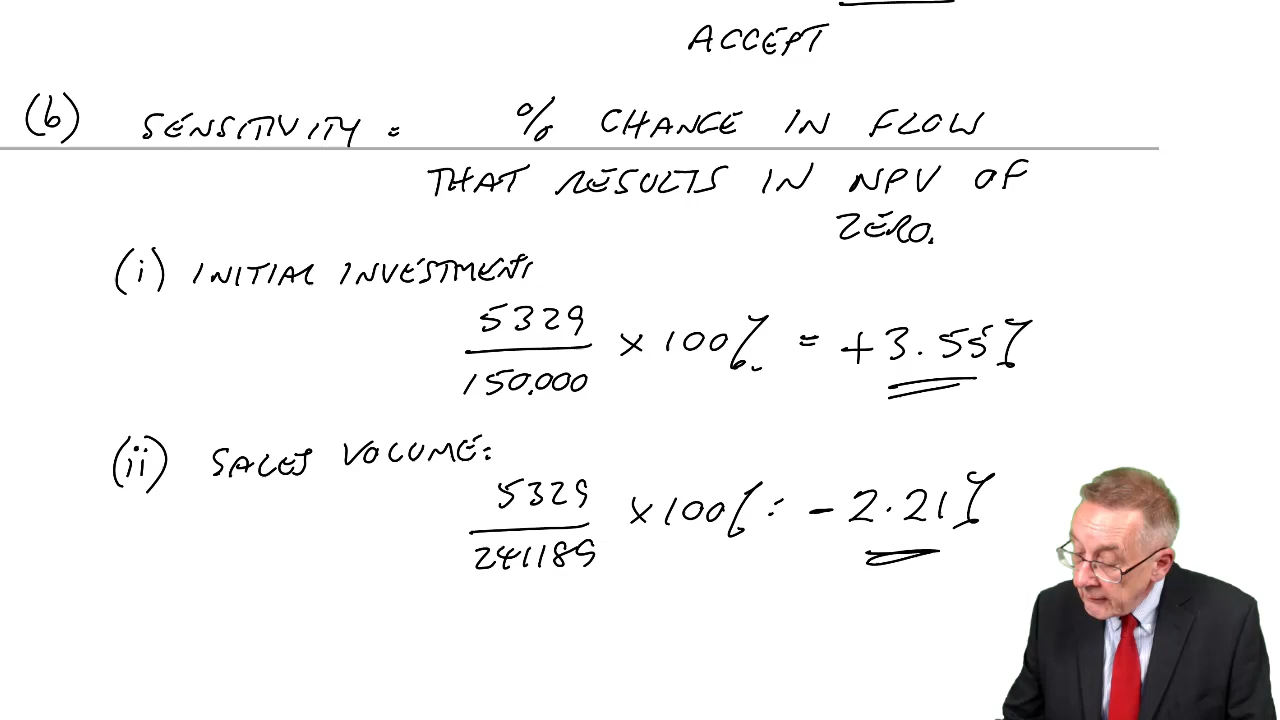 ACCEPT
(b) SENSITIVITY = % CHANGE IN FLOW
THAT RESULTS IN NPV OF
ZERO.
(i) INITIAL INVESTMENT
5329
150,000
× 100% = +3.55%
(ii) SALES VOLUME:
5329
241189
× 100% = -2.21%